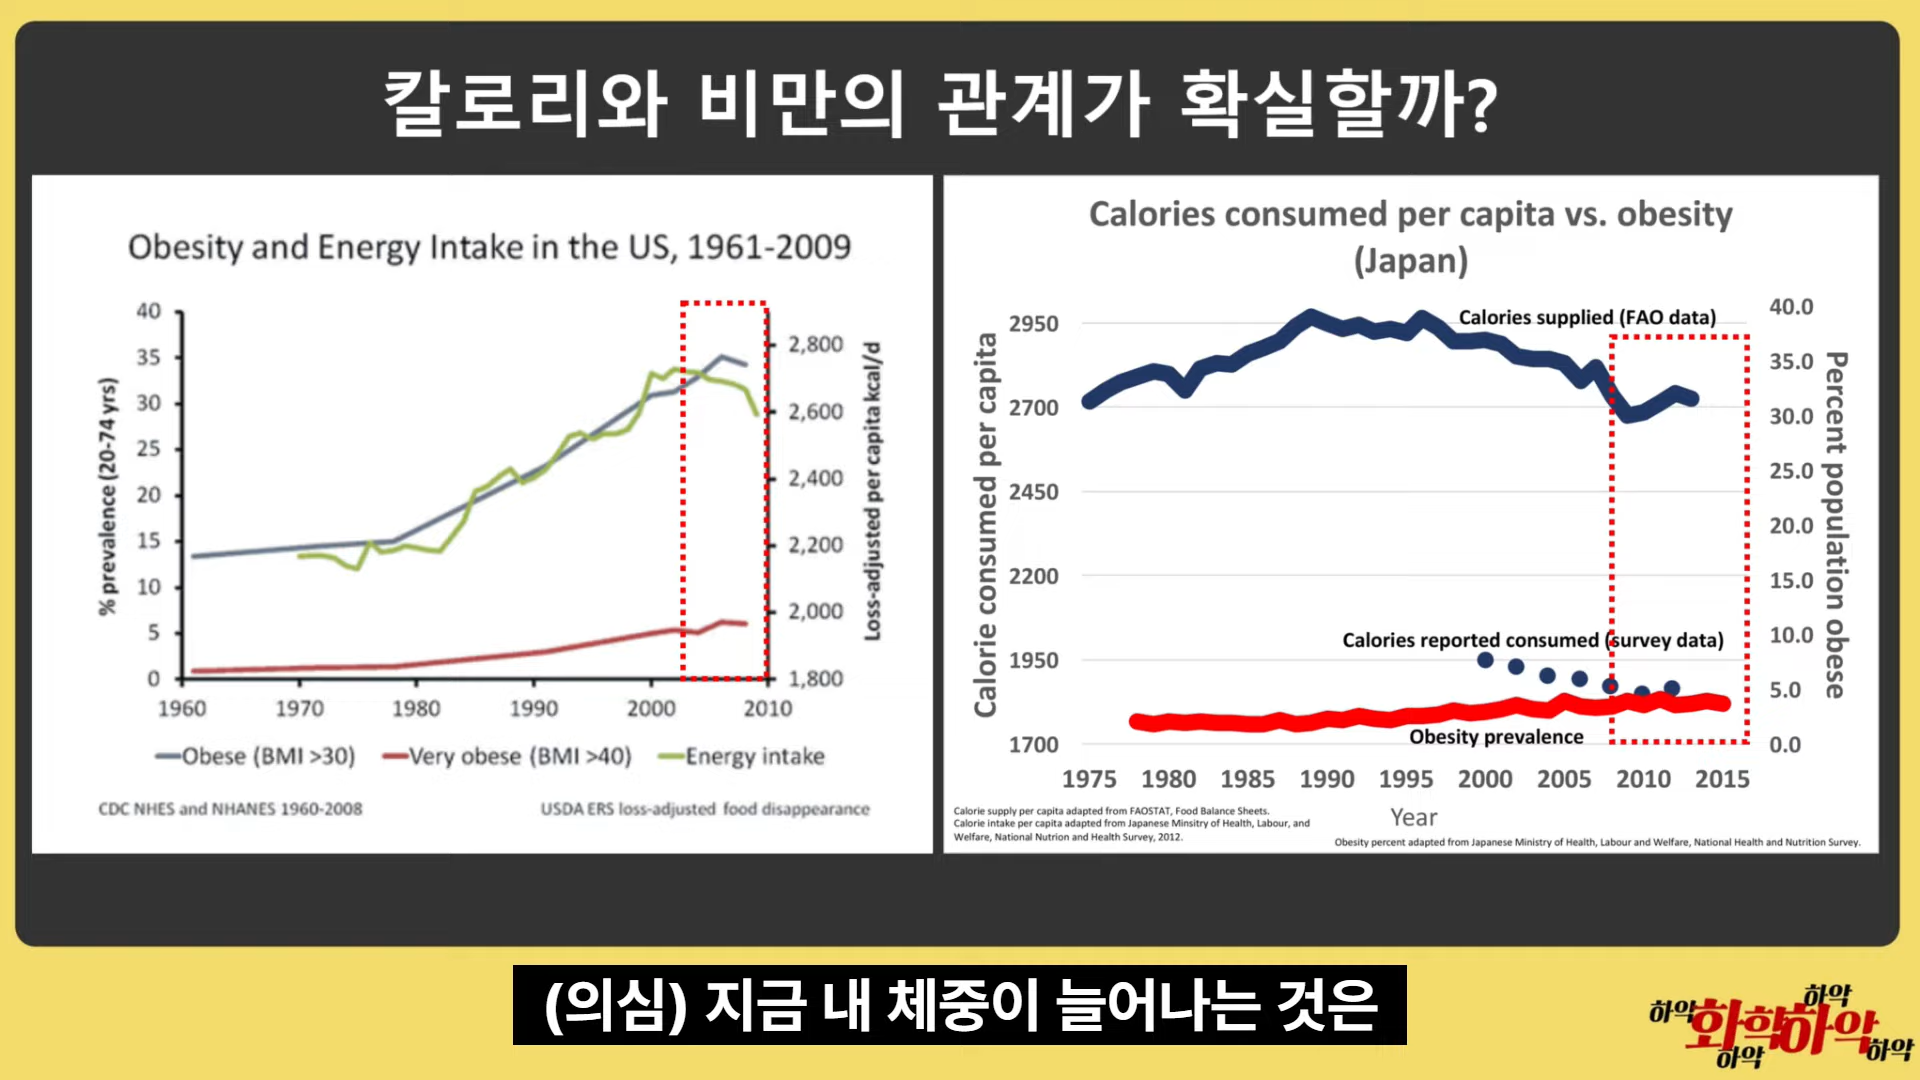 칼로리와 비만의 관계가 확실할까?
Obesity and Energy Intake in the US, 1961-2009
% prevalence (20-74 yrs)
40
35
30
25
20
15
10
5
0
2,800
2,600
2,400
2,200
2,000
1,800
Loss-adjusted per capita kcal/d
1960 1970 1980 1990 2000 2010
Obese (BMI >30) Very obese (BMI >40) Energy intake
CDC NHES and NHANES 1960-2008 USDA ERS loss-adjusted food disappearance
Calories consumed per capita vs. obesity
(Japan)
Calorie consumed per capita
2950
2700
2450
2200
1950
1700
Calories supplied (FAO data)
Calories reported consumed (survey data)
Obesity prevalence
40.0
35.0
30.0
25.0
20.0
15.0
10.0
5.0
0.0
Percent population obese
1975 1980 1985 1990 1995 2000 2005 2010 2015
Year
Calorie supply per capita adapted from FAOSTAT, Food Balance Sheets.
Calorie intake per capita adapted from Japanese Minsitry of Health, Labour, and
Welfare, National Nutrion and Health Survey, 2012.
Obesity percent adapted from Japanese Ministry of Health, Labour and Welfare, National Health and Nutrition Survey.
(의심) 지금 내 체중이 늘어나는 것은
하악
하악
화학하악
하악
하악